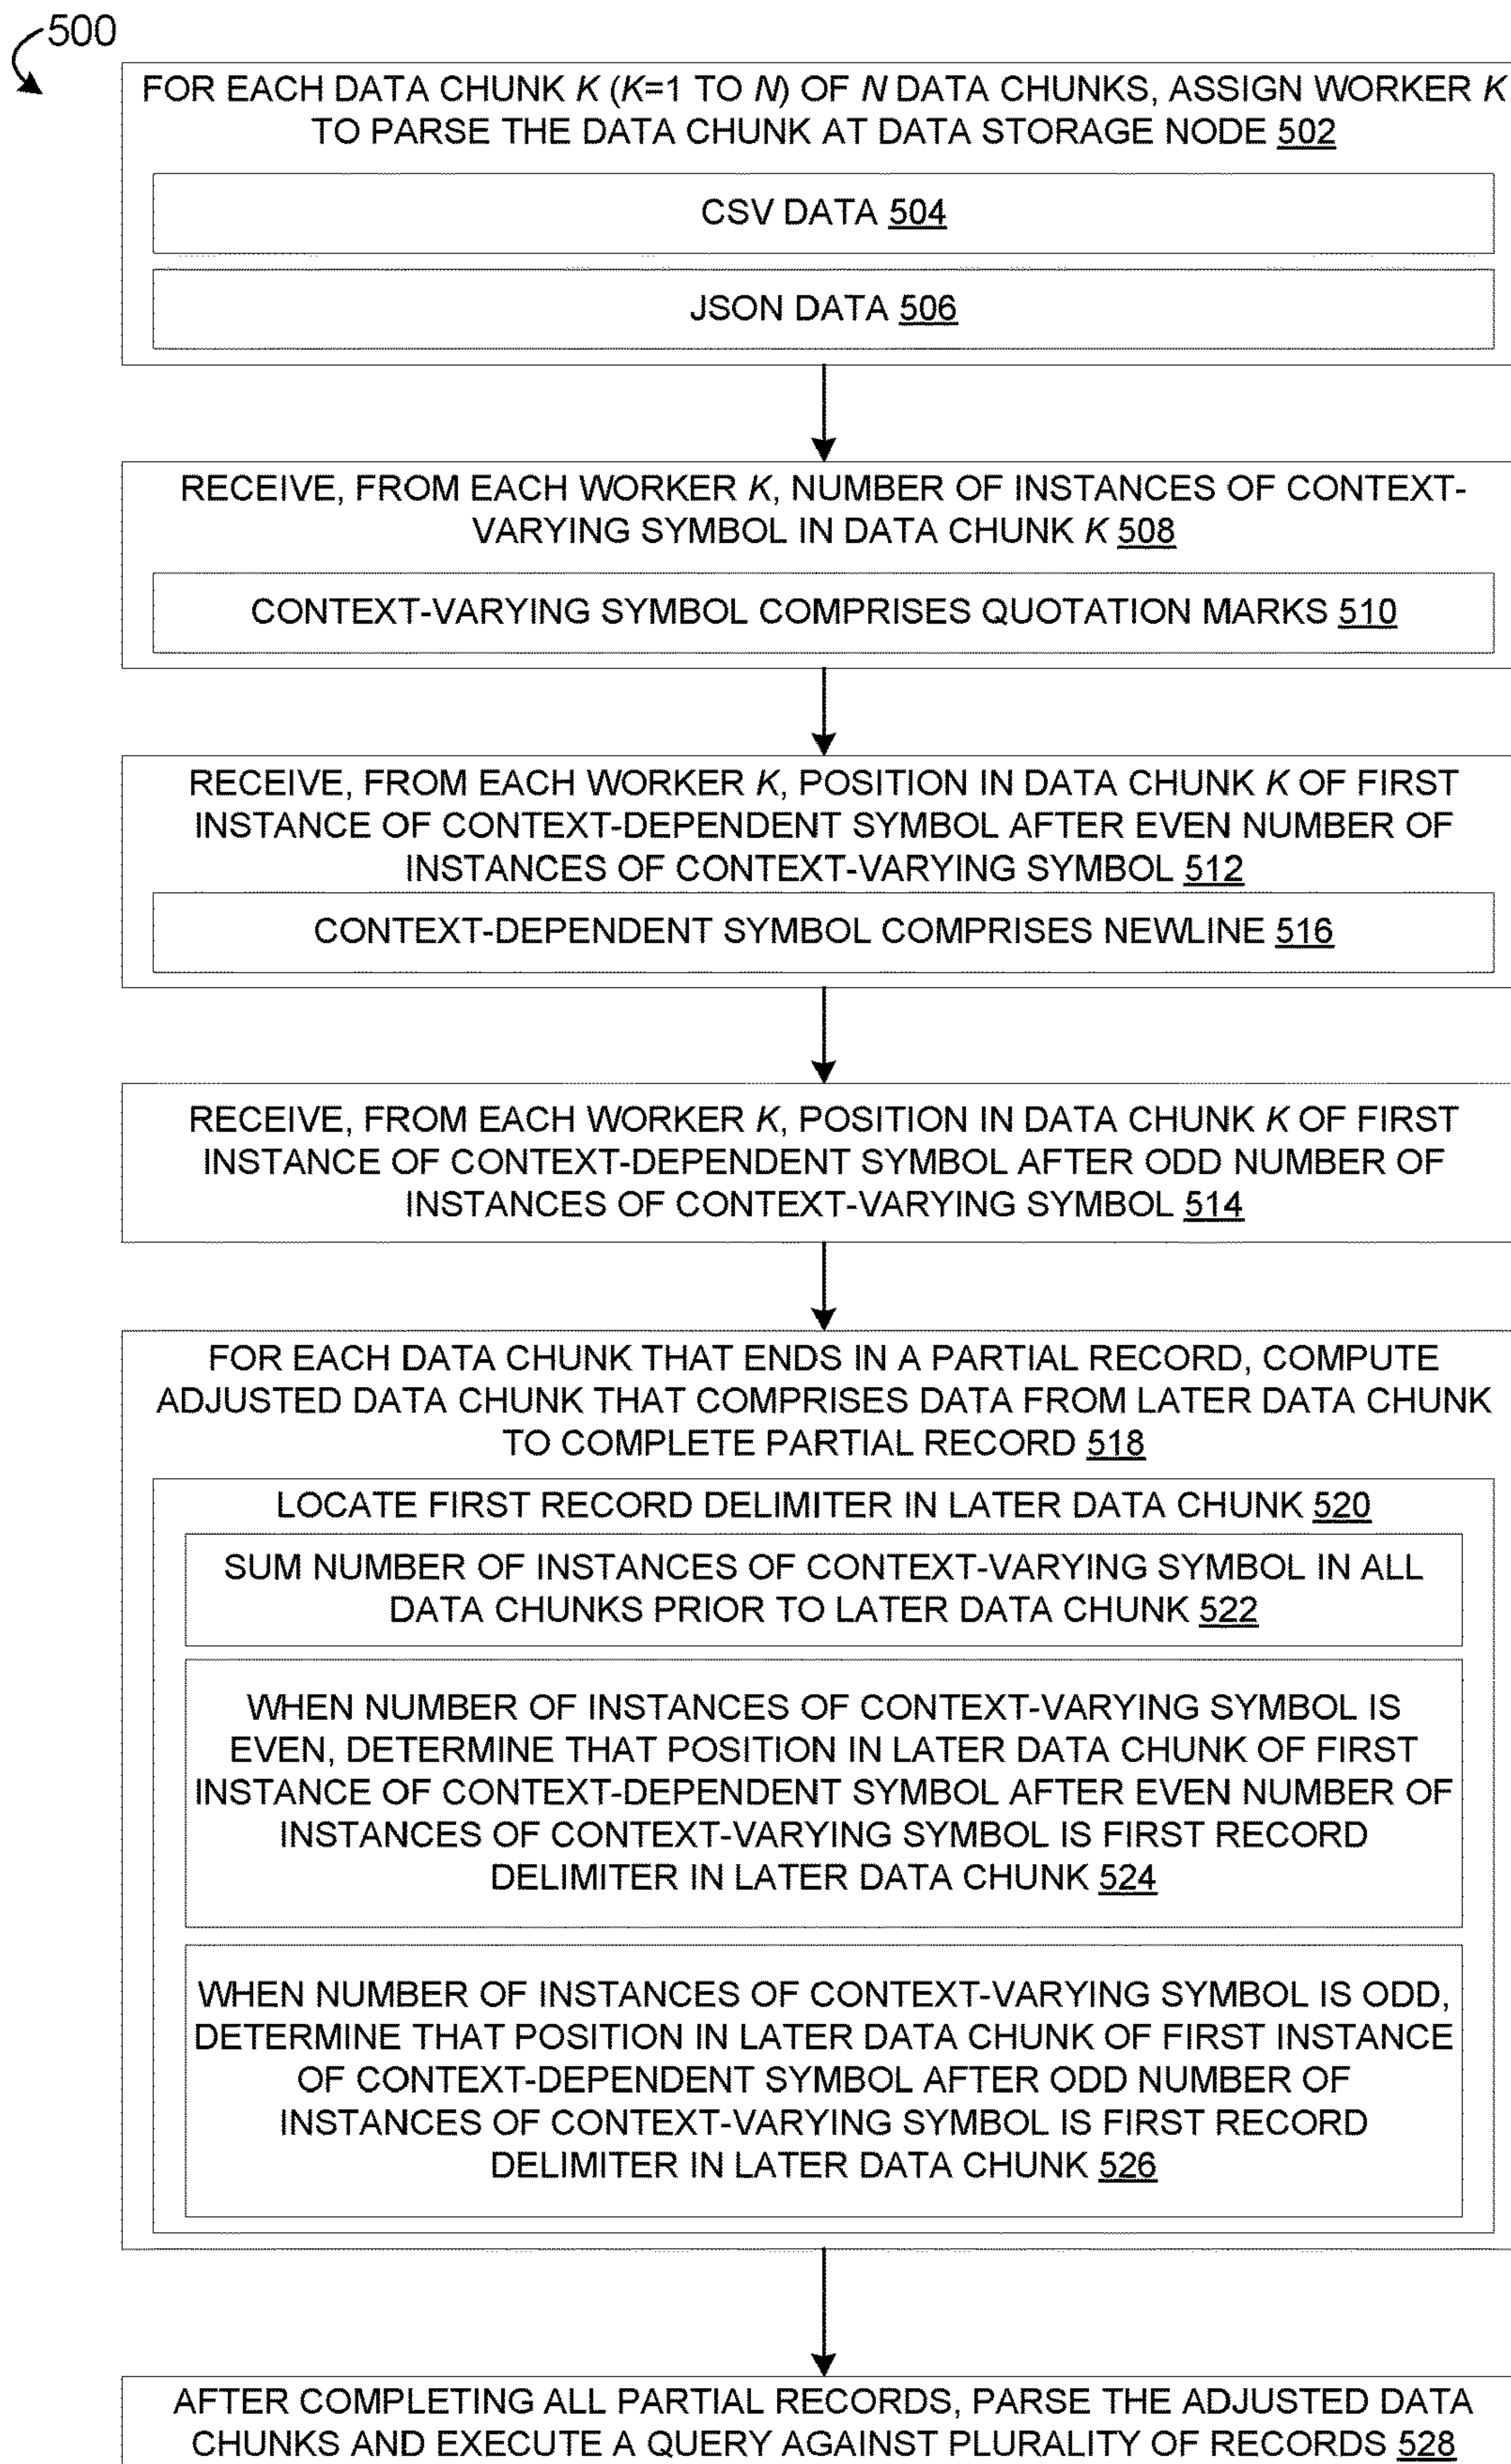 500
FOR EACH DATA CHUNK K (K=1 TO N) OF N DATA CHUNKS, ASSIGN WORKER K
TO PARSE THE DATA CHUNK AT DATA STORAGE NODE 502
CSV DATA 504
JSON DATA 506
RECEIVE, FROM EACH WORKER K, NUMBER OF INSTANCES OF CONTEXT-
VARYING SYMBOL IN DATA CHUNK K 508
CONTEXT-VARYING SYMBOL COMPRISES QUOTATION MARKS 510
RECEIVE, FROM EACH WORKER K, POSITION IN DATA CHUNK K OF FIRST
INSTANCE OF CONTEXT-DEPENDENT SYMBOL AFTER EVEN NUMBER OF
INSTANCES OF CONTEXT-VARYING SYMBOL 512
CONTEXT-DEPENDENT SYMBOL COMPRISES NEWLINE 516
RECEIVE, FROM EACH WORKER K, POSITION IN DATA CHUNK K OF FIRST
INSTANCE OF CONTEXT-DEPENDENT SYMBOL AFTER ODD NUMBER OF
INSTANCES OF CONTEXT-VARYING SYMBOL 514
FOR EACH DATA CHUNK THAT ENDS IN A PARTIAL RECORD, COMPUTE
ADJUSTED DATA CHUNK THAT COMPRISES DATA FROM LATER DATA CHUNK
TO COMPLETE PARTIAL RECORD 518
LOCATE FIRST RECORD DELIMITER IN LATER DATA CHUNK 520
SUM NUMBER OF INSTANCES OF CONTEXT-VARYING SYMBOL IN ALL
DATA CHUNKS PRIOR TO LATER DATA CHUNK 522
WHEN NUMBER OF INSTANCES OF CONTEXT-VARYING SYMBOL IS
EVEN, DETERMINE THAT POSITION IN LATER DATA CHUNK OF FIRST
INSTANCE OF CONTEXT-DEPENDENT SYMBOL AFTER EVEN NUMBER OF
INSTANCES OF CONTEXT-VARYING SYMBOL IS FIRST RECORD
DELIMITER IN LATER DATA CHUNK 524
WHEN NUMBER OF INSTANCES OF CONTEXT-VARYING SYMBOL IS ODD,
DETERMINE THAT POSITION IN LATER DATA CHUNK OF FIRST INSTANCE
OF CONTEXT-DEPENDENT SYMBOL AFTER ODD NUMBER OF
INSTANCES OF CONTEXT-VARYING SYMBOL IS FIRST RECORD
DELIMITER IN LATER DATA CHUNK 526
AFTER COMPLETING ALL PARTIAL RECORDS, PARSE THE ADJUSTED DATA
CHUNKS AND EXECUTE A QUERY AGAINST PLURALITY OF RECORDS 528